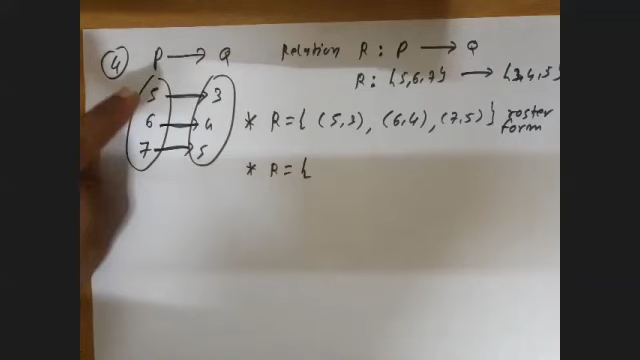 ④ P ⟶ Q Relation R : P ⟶ Q
R : {5,6,7} ⟶ {3,4,5}
5 ⟶ 3
6 ⟶ 4 * R = { (5,3), (6,4), (7,5) } roster form
7 ⟶ 5
* R = {